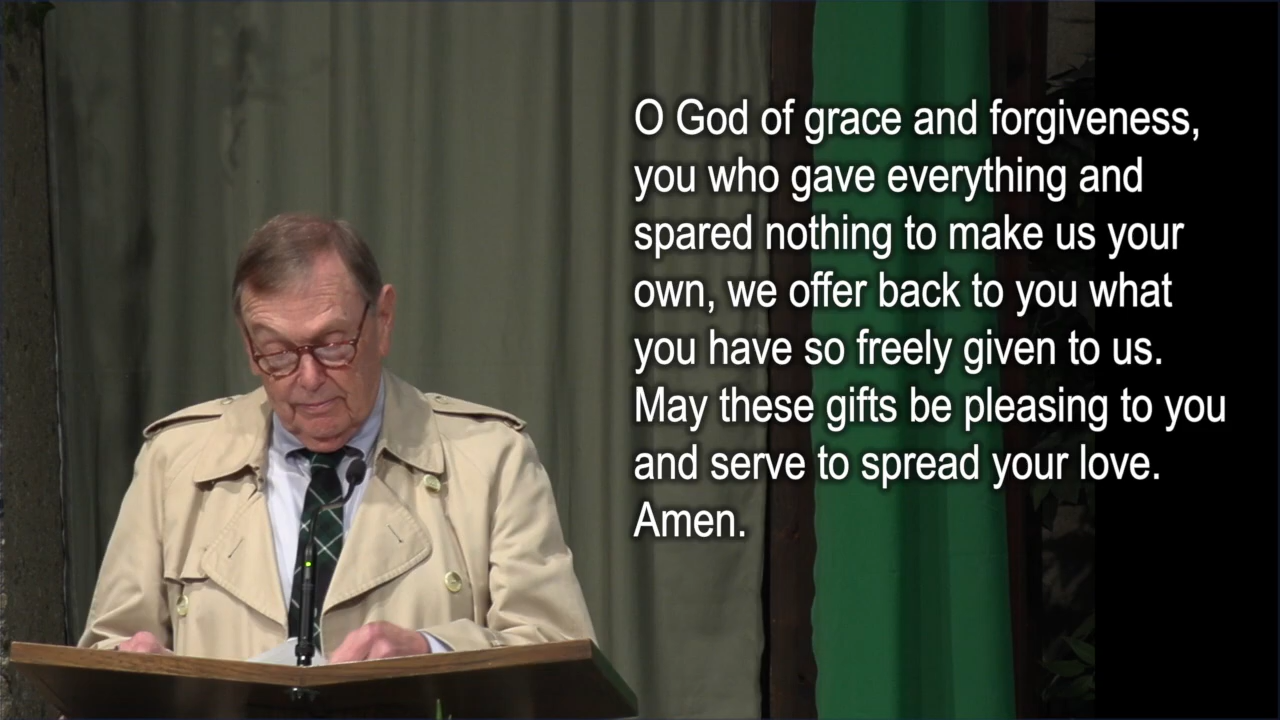 O God of grace and forgiveness,
you who gave everything and
spared nothing to make us your
own, we offer back to you what
you have so freely given to us.
May these gifts be pleasing to you
and serve to spread your love.
Amen.